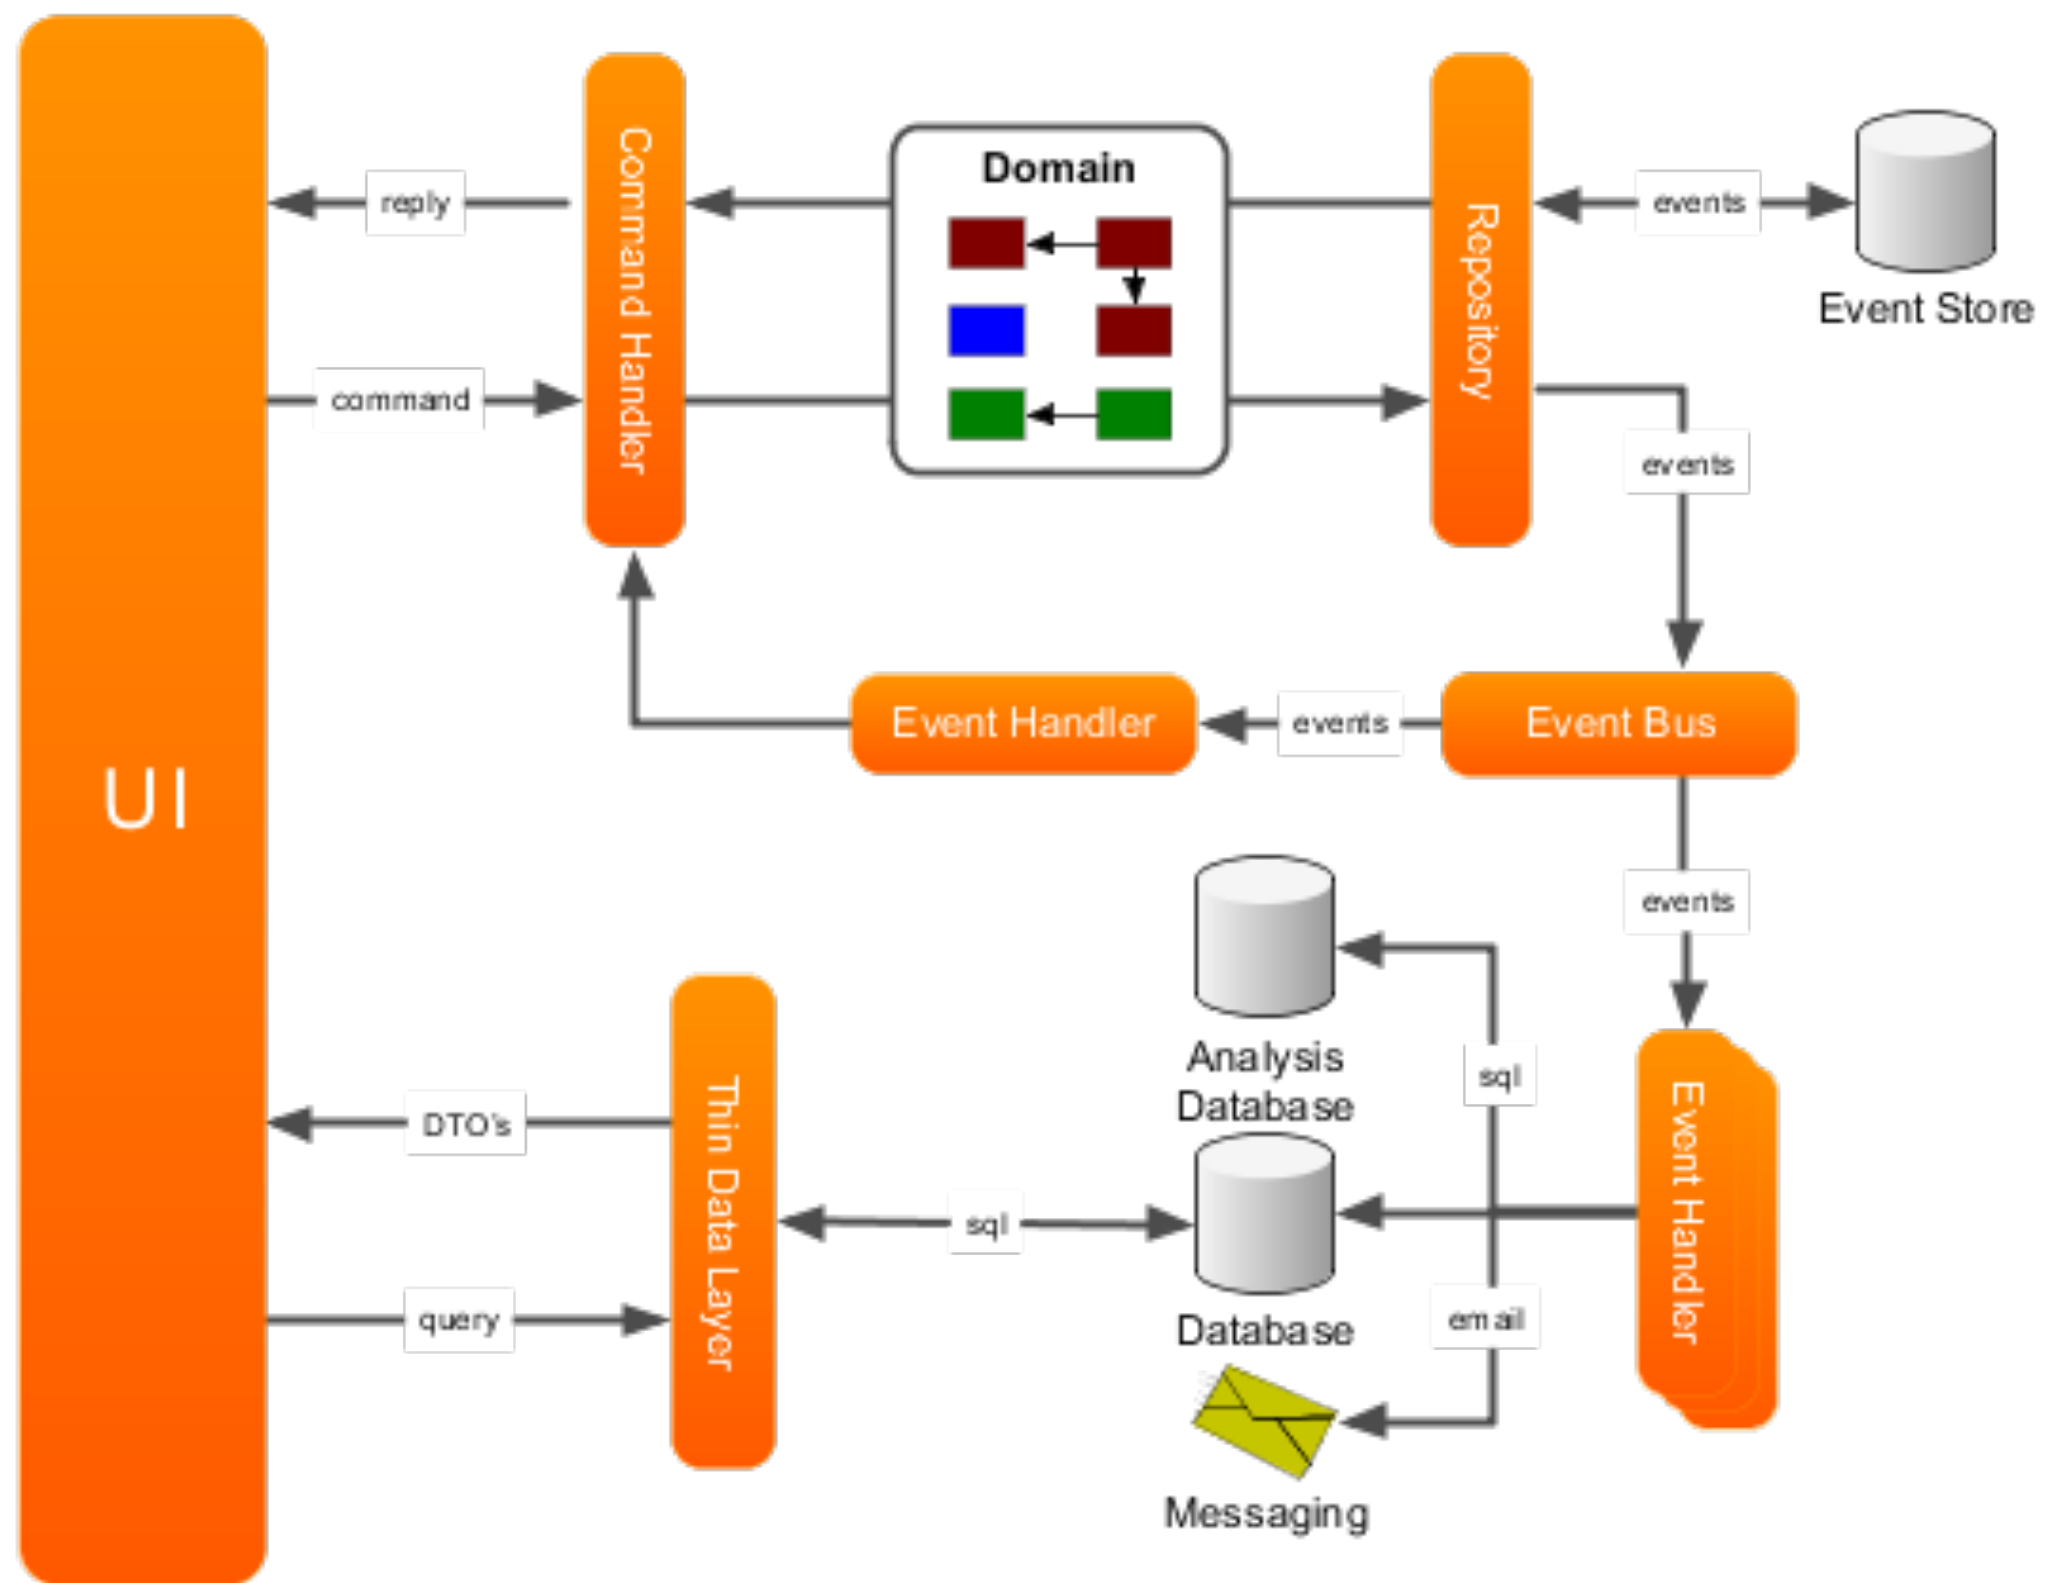 UI
reply
command
Command Handler
Domain
Repository
events
Event Store
events
Event Bus
events
Event Handler
events
Event Handler
Analysis
Database
sql
Database
email
Messaging
sql
Thin Data Layer
DTO's
query